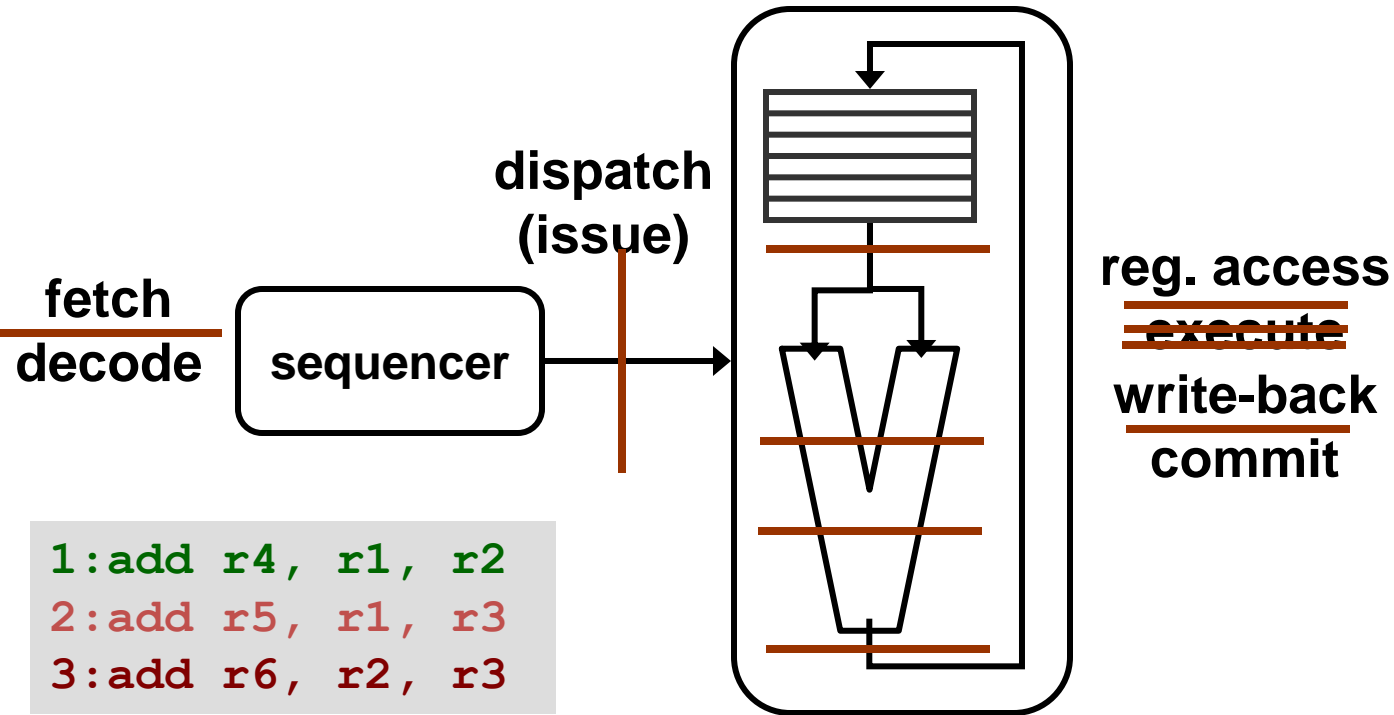 dispatch
(issue)
fetch
decode
sequencer
reg. access
execute
write-back
commit
1:add r4, r1, r2
2:add r5, r1, r3
3:add r6, r2, r3